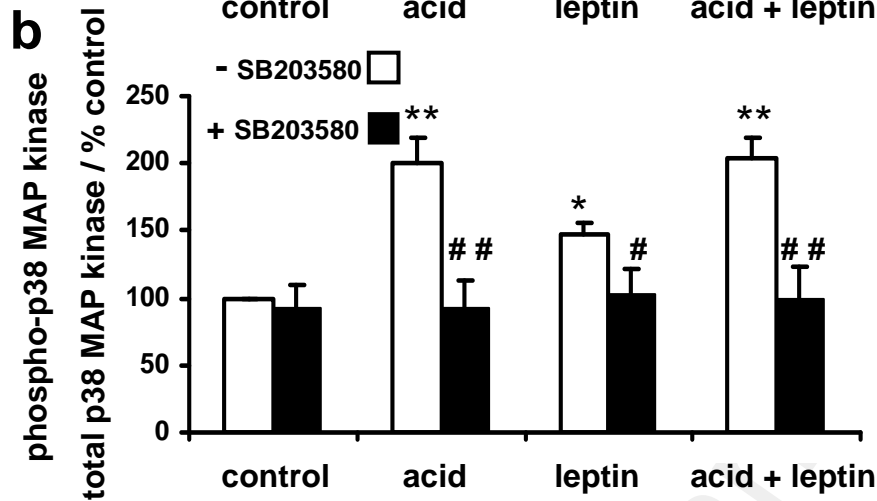 control acid leptin acid + leptin
b
phospho-p38 MAP kinase
total p38 MAP kinase / % control
- SB203580
+ SB203580
250
200
150
100
50
0
**
##
*
#
**
##
control acid leptin acid + leptin